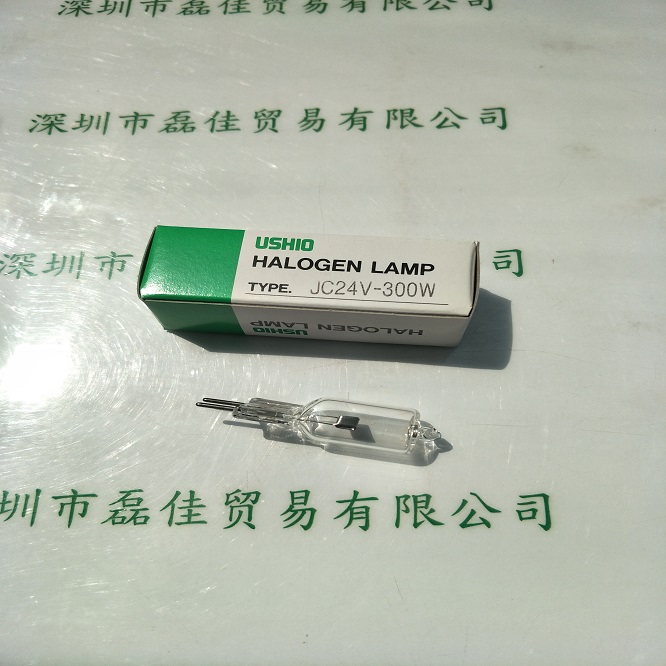 深圳市磊佳贸易有限公司
深圳市磊佳贸易有限公司
深圳市磊
司
USHIO
HALOGEN LAMP
TYPE. JC24V-300W
USHIO
HALOGEN LAMP
圳市磊佳贸易有限公司